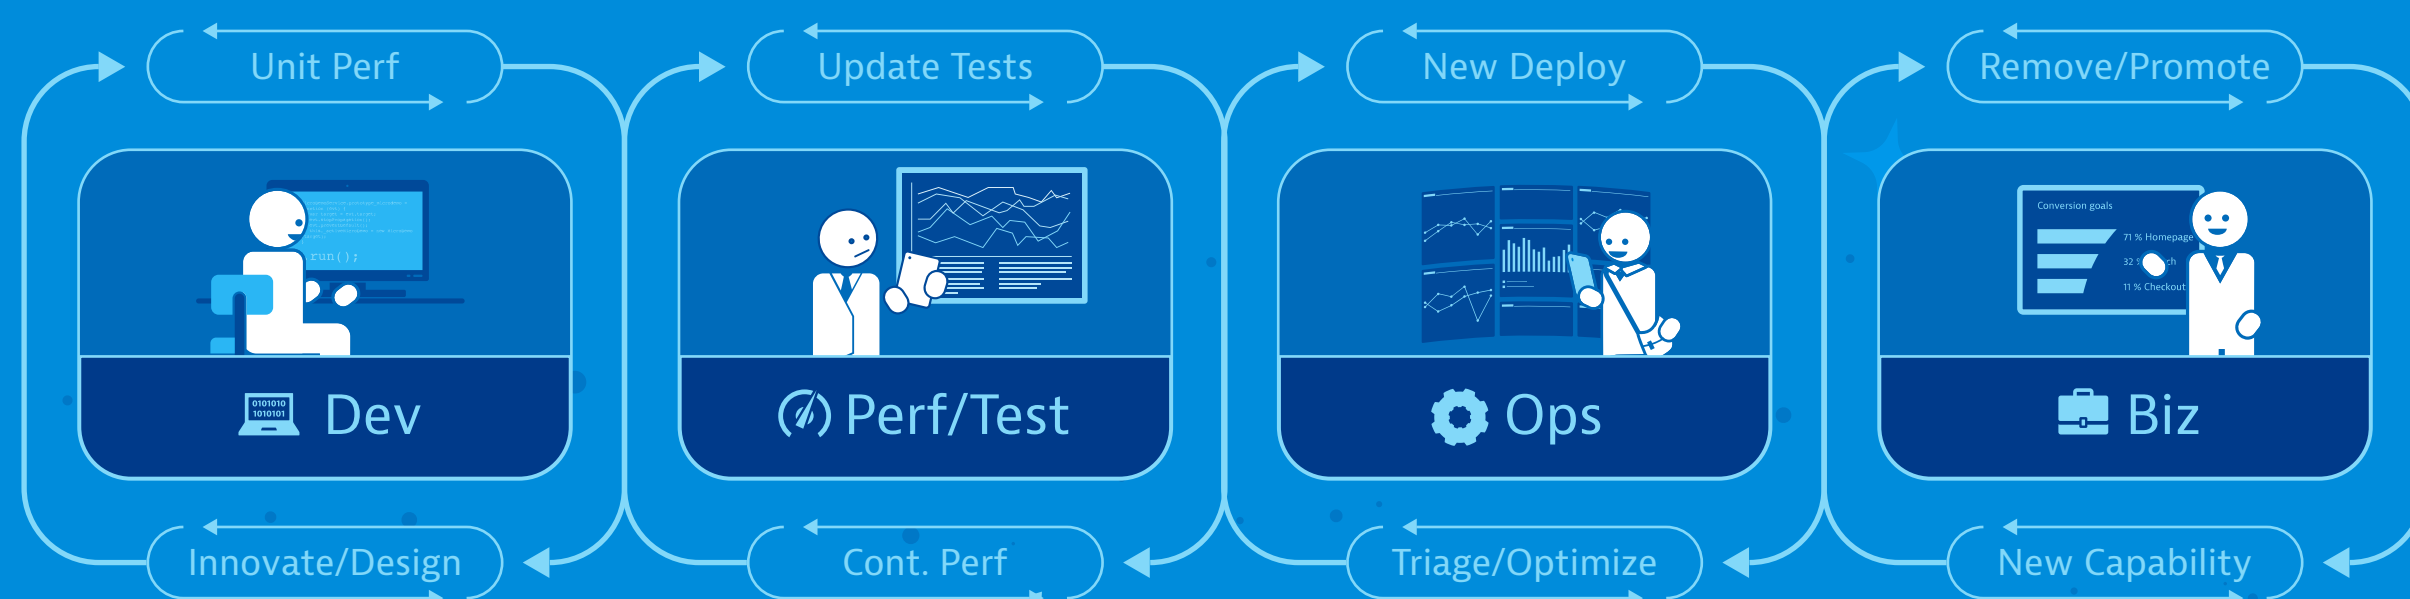 Unit Perf
Update Tests
New Deploy
Remove/Promote
run();
Conversion goals
71 % Homepage
32 %
11 % Checkout
0101010
1010101
Dev
Perf/Test
Ops
Biz
Innovate/Design
Cont. Perf
Triage/Optimize
New Capability